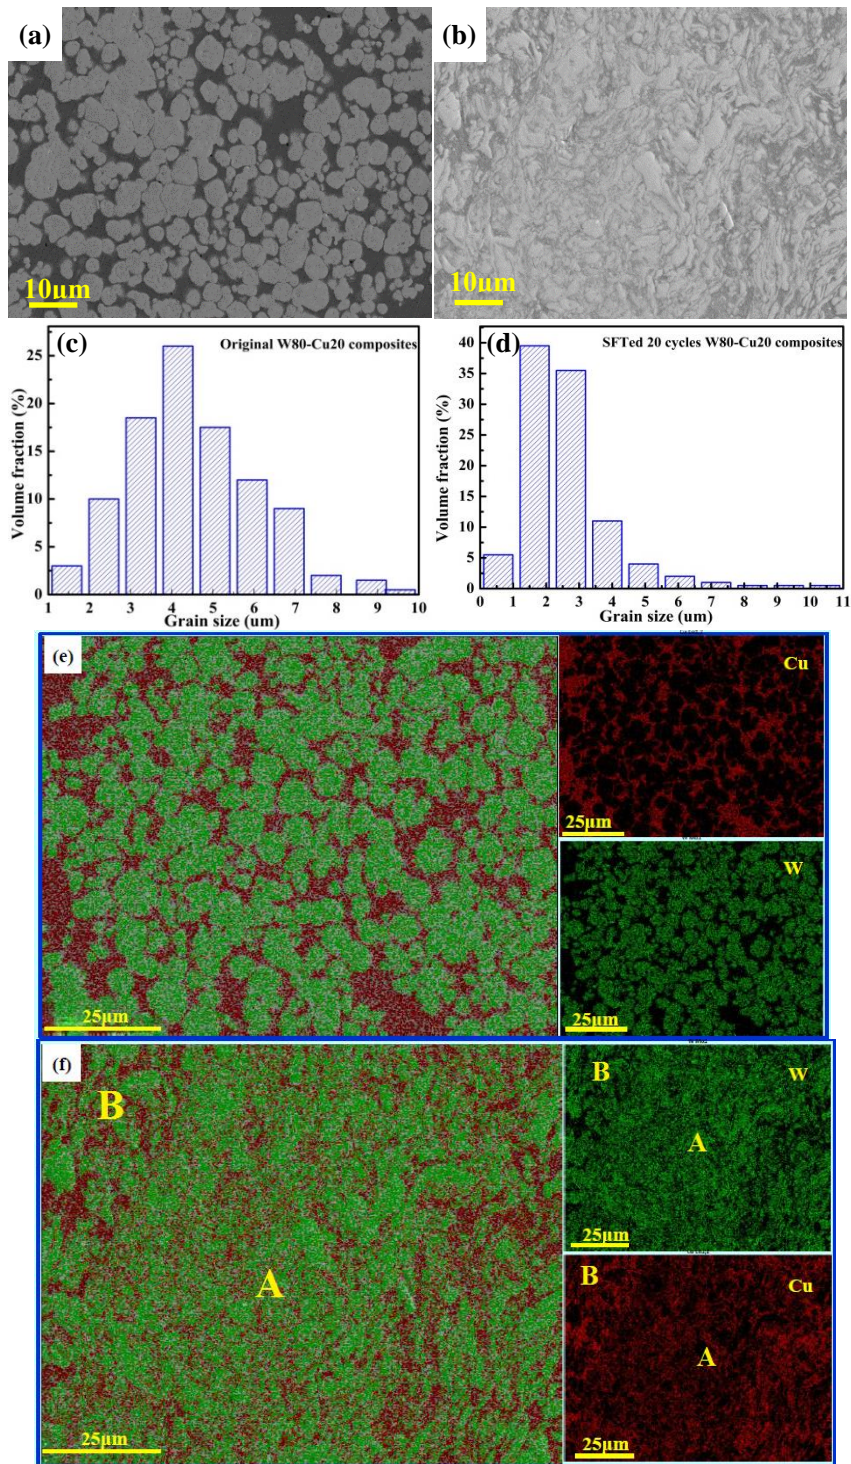 (a)
10μm
(b)
10μm
(c)
Original W80-Cu20 composites
Volume fraction (%)
25
20
15
10
5
0
1 2 3 4 5 6 7 8 9 10
Grain size (um)
(d)
SFTed 20 cycles W80-Cu20 composites
Volume fraction (%)
40
35
30
25
20
15
10
5
0
0 1 2 3 4 5 6 7 8 9 10 11
Grain size (um)
(e)
25μm
Cu
25μm
W
25μm
(f)
B
A
25μm
B
W
A
25μm
B
Cu
A
25μm